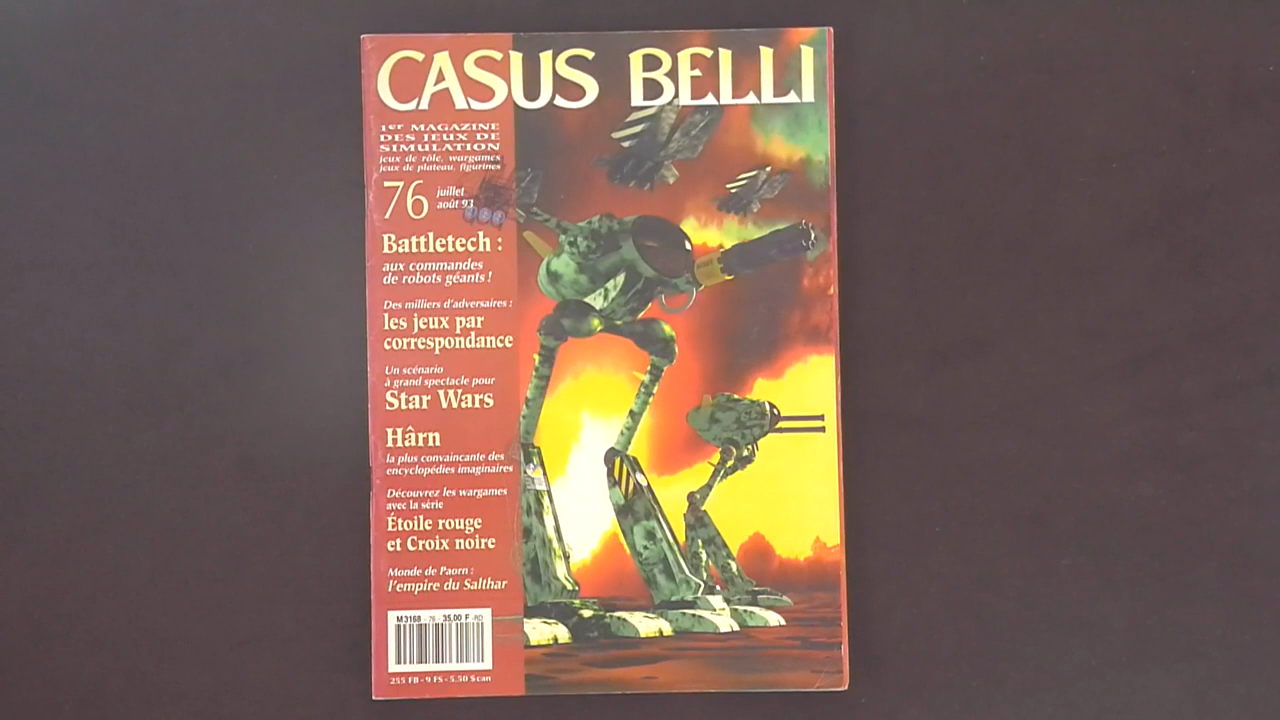 CASUS BELLI
1er MAGAZINE
DES JEUX DE
SIMULATION
jeux de rôle, wargames
jeux de plateau, figurines
76 juillet
août 93
Battletech :
aux commandes
de robots géants !
Des milliers d'adversaires :
les jeux par
correspondance
Un scénario
à grand spectacle pour
Star Wars
Hârn
la plus convaincante des
encyclopédies imaginaires
Découvrez les wargames
avec la série
Étoile rouge
et Croix noire
Monde de Paorn :
l'empire du Salthar
M 3168 - 76 - 35,00 F -RD
255 FB - 9 FS - 5.50 $ can